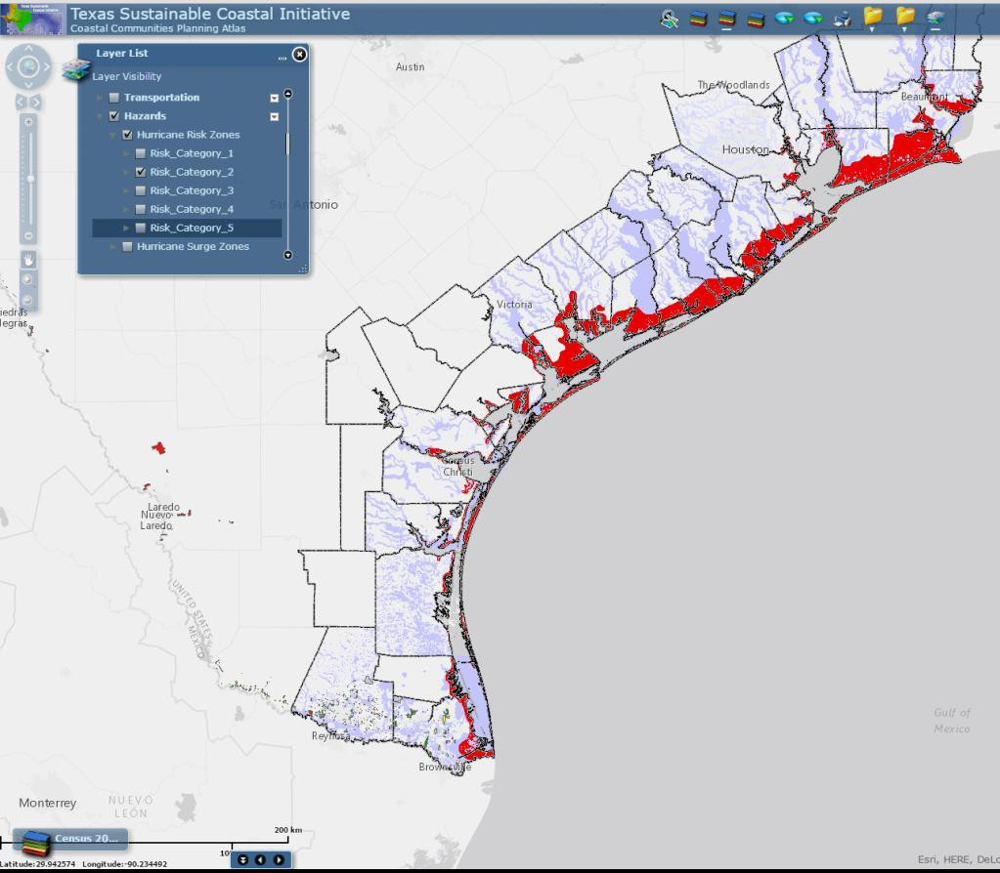 Texas Sustainable Coastal Initiative
Coastal Communities Planning Atlas
Layer List
Layer Visibility
Transportation
Hazards
Hurricane Risk Zones
Risk_Category_1
Risk_Category_2
Risk_Category_3
Risk_Category_4
Risk_Category_5
Hurricane Surge Zones
Austin
The Woodlands
Beaumont
Houston
San Antonio
Victoria
iedras
legras
Corpus
Christi
Laredo
Nuevo
Laredo
UNITED STATES
MEXICO
Gulf of
Mexico
Reynosa
Brownsville
Monterrey
NUEVO
LEÓN
200 km
10
Census 20...
Latitude:29.942574 Longitude:-90.234492
Esri, HERE, DeLo